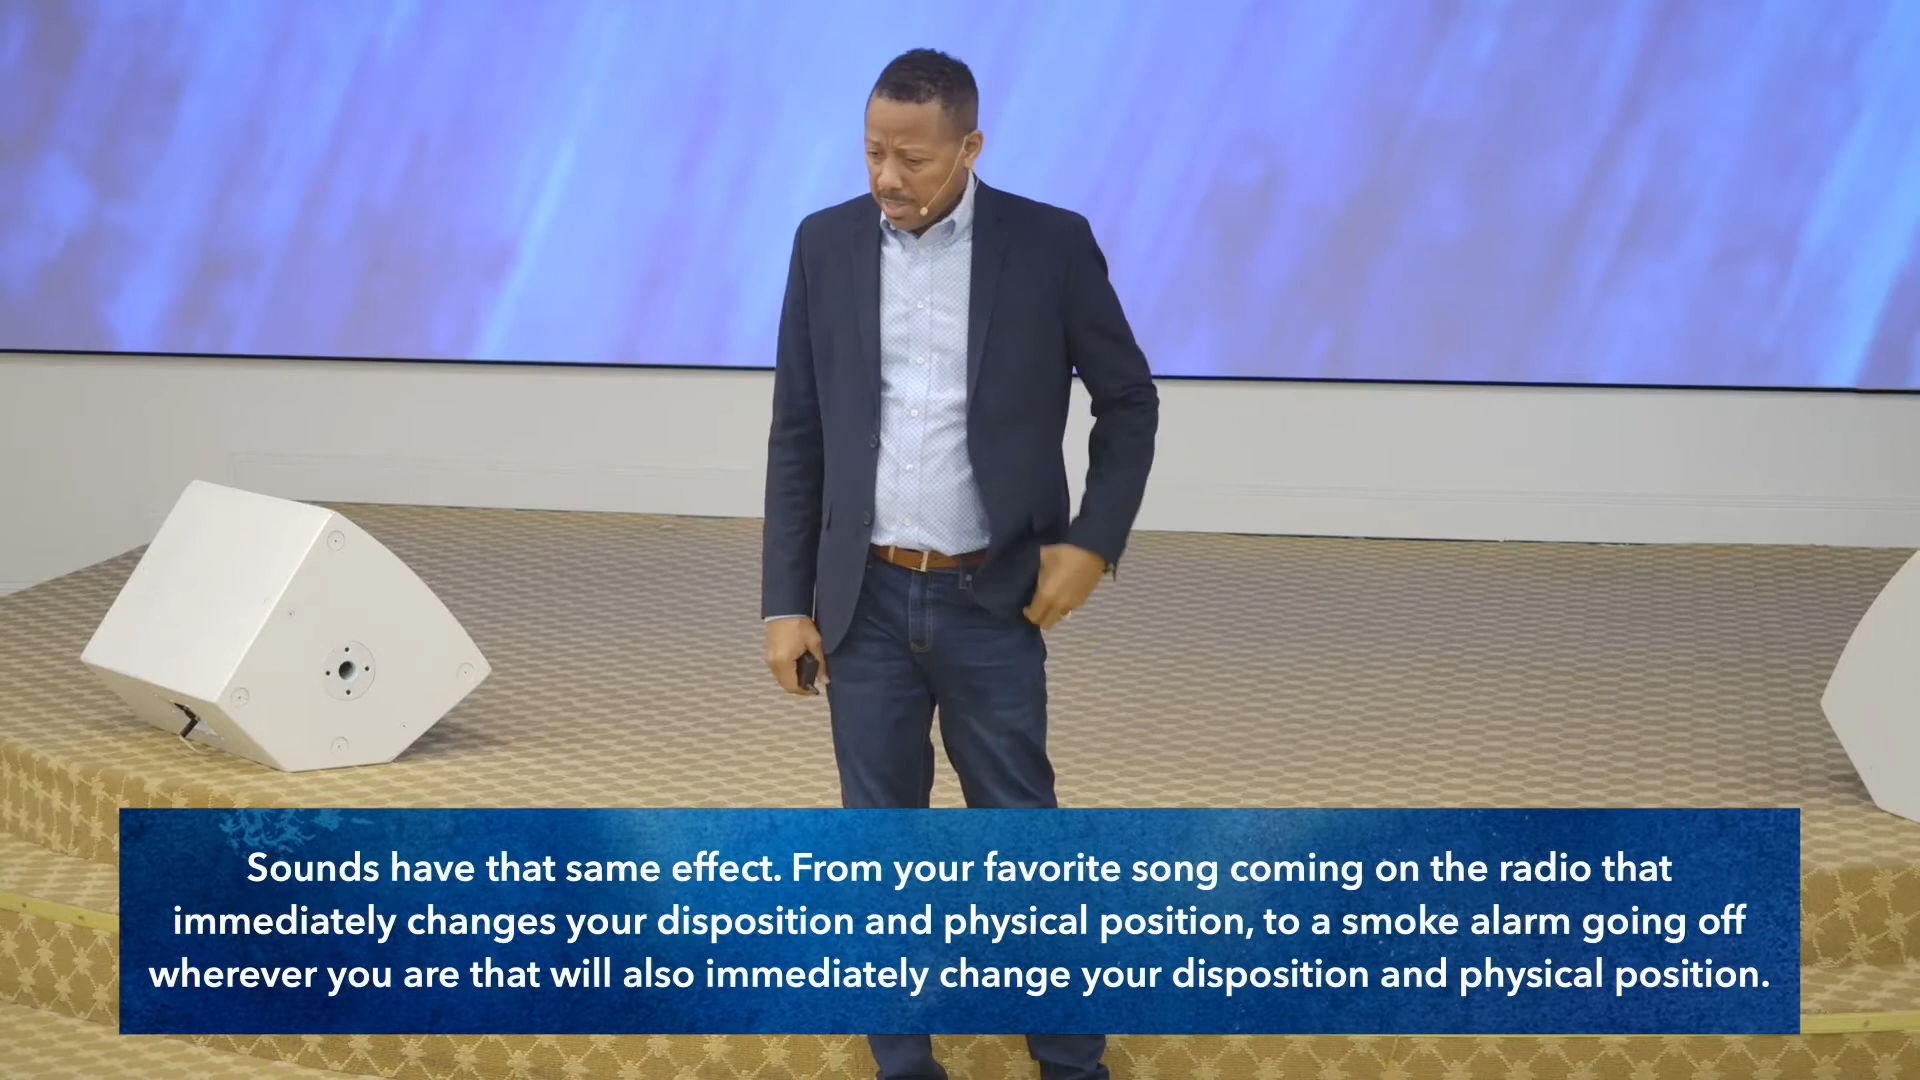 Sounds have that same effect. From your favorite song coming on the radio that
immediately changes your disposition and physical position, to a smoke alarm going off
wherever you are that will also immediately change your disposition and physical position.